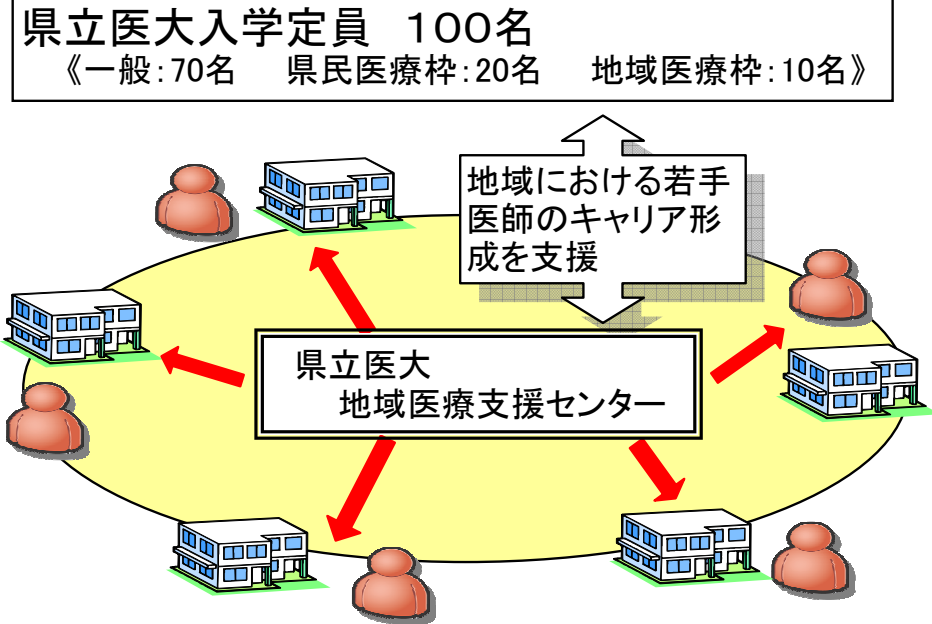 県立医大入学定員　100名
《一般:70名　県民医療枠:20名　地域医療枠:10名》
地域における若手
医師のキャリア形
成を支援
県立医大
地域医療支援センター